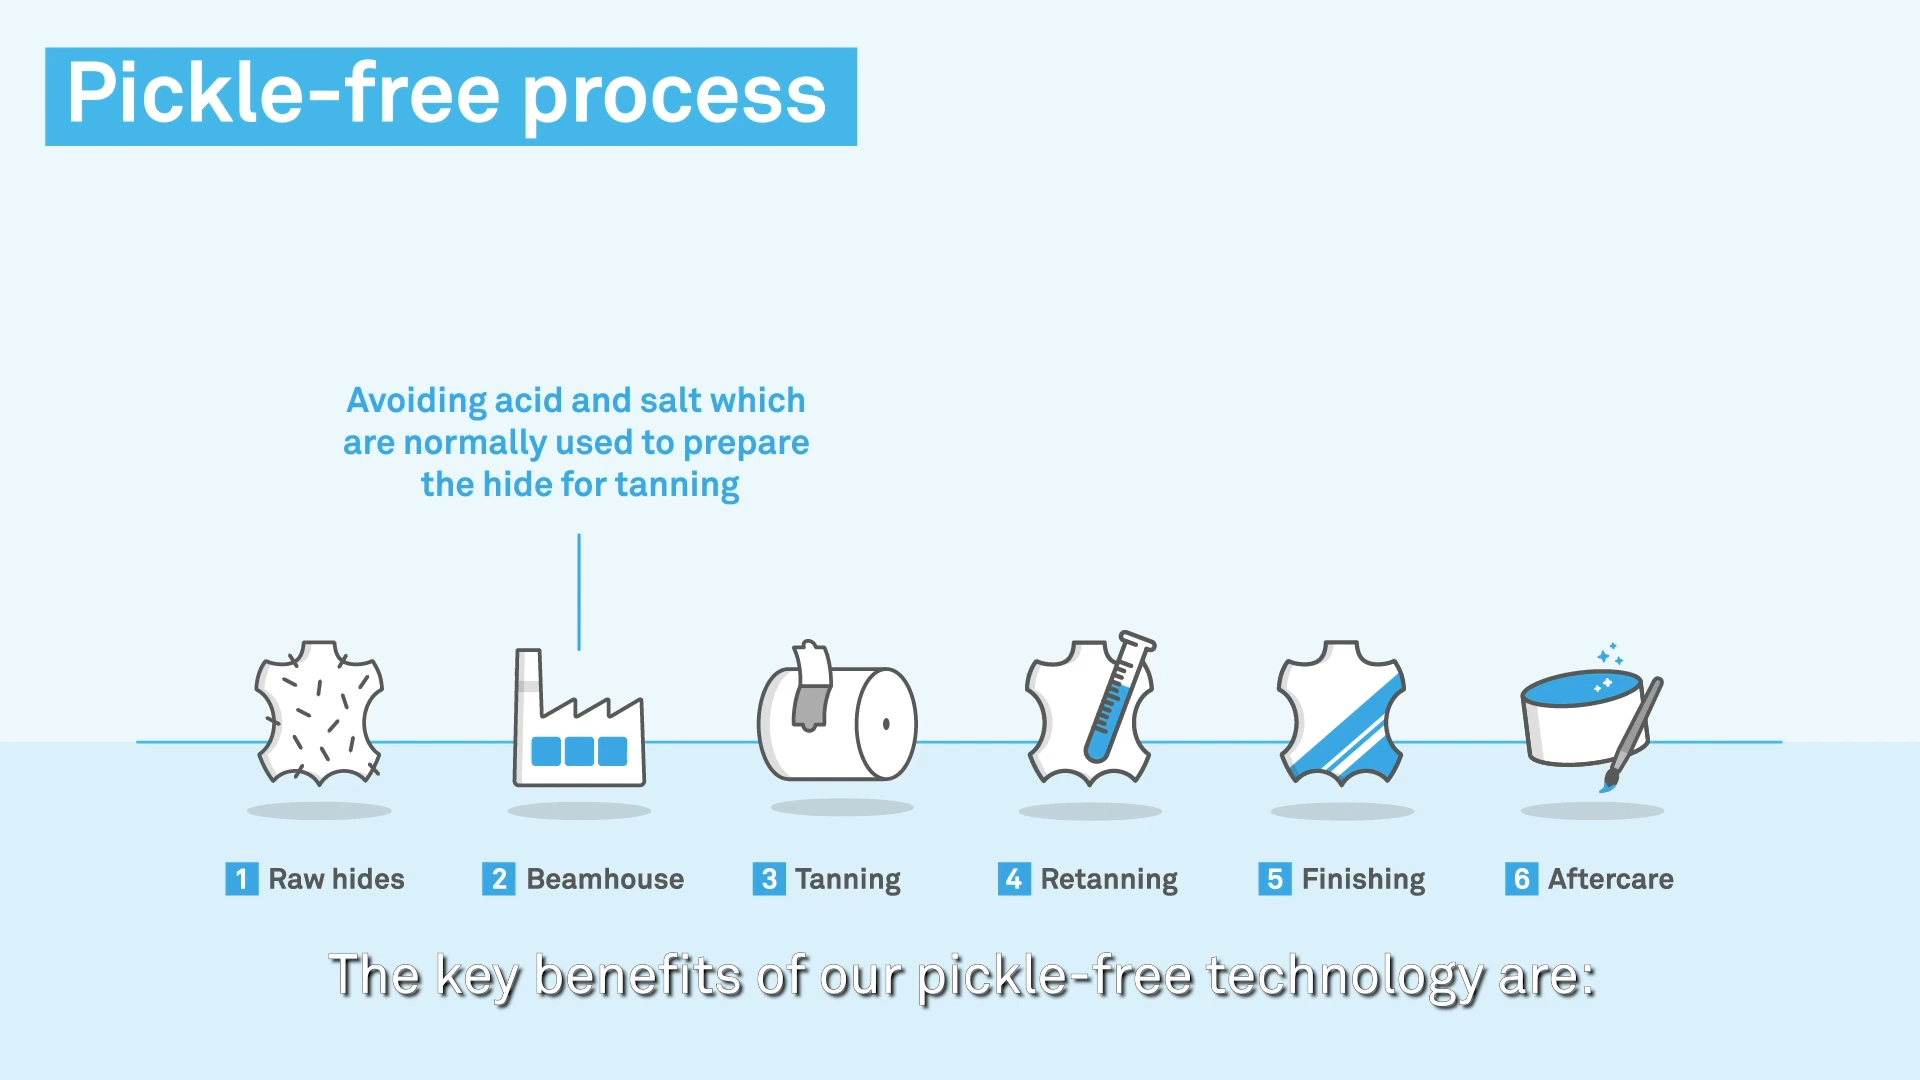 Pickle-free process
Avoiding acid and salt which
are normally used to prepare
the hide for tanning
1 Raw hides
2 Beamhouse
3 Tanning
4 Retanning
5 Finishing
6 Aftercare
The key benefits of our pickle-free technology are: